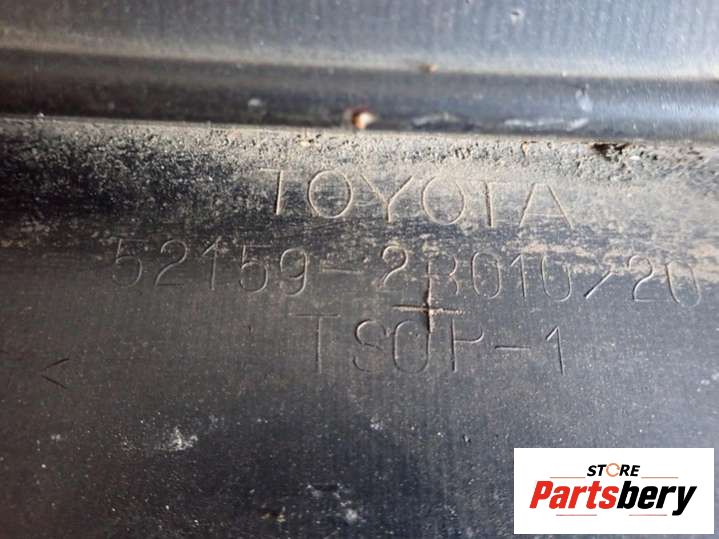 TOYOTA
52159-2B010/20
TSOP-1
<
STORE
Partsbery